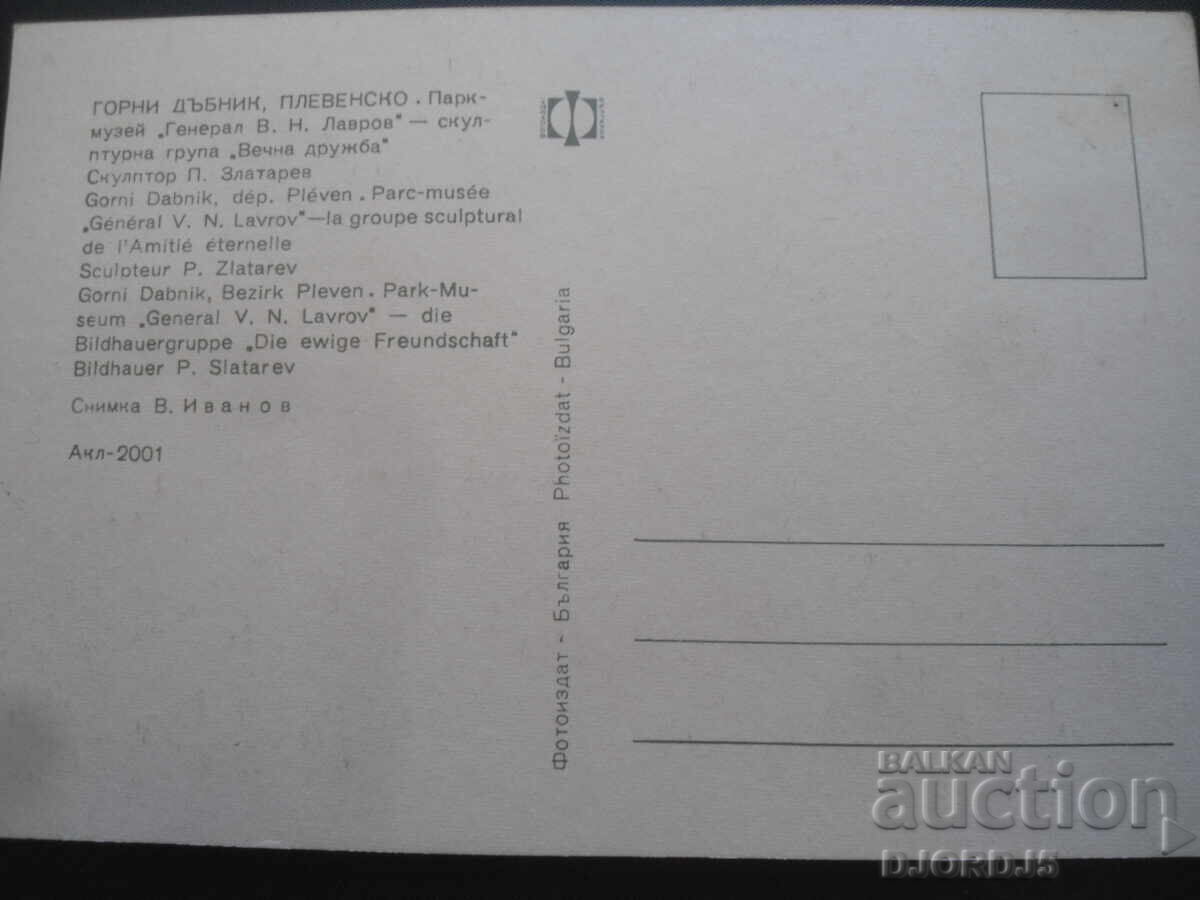 ГОРНИ ДЪБНИК, ПЛЕВЕНСКО. Парк-
музей „Генерал В. Н. Лавров“ — скул-
птурна група „Вечна дружба“
Скулптор П. Златарев
Gorni Dabnik, dép. Pléven. Parc-musée
„Général V. N. Lavrov“—la groupe sculptural
de l'Amitié éternelle
Sculpteur P. Zlatarev
Gorni Dabnik, Bezirk Pleven. Park-Mu-
seum „General V. N. Lavrov“ — die
Bildhauergruppe „Die ewige Freundschaft“
Bildhauer P. Slatarev
Снимка В. Иванов
Акл-2001
Фотоиздат - България Photoïzdat - Bulgaria
BALKAN
auction
DJORDJ5